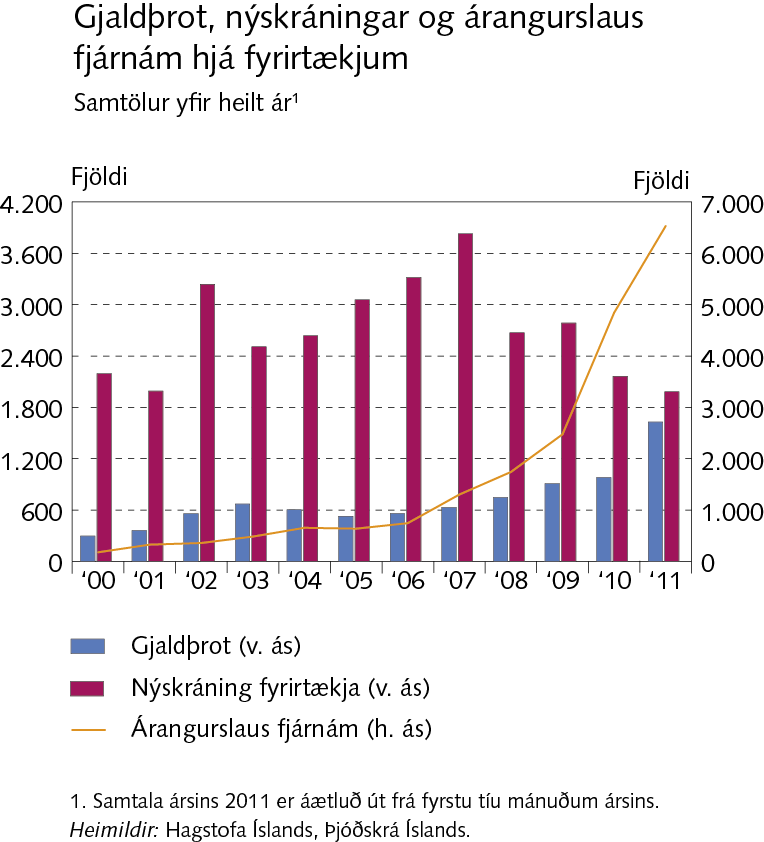 Gjaldþrot, nýskráningar og árangurslaus
fjárnám hjá fyrirtækjum
Samtölur yfir heilt ár¹
Fjöldi Fjöldi
4.200 7.000
3.600 6.000
3.000 5.000
2.400 4.000
1.800 3.000
1.200 2.000
600 1.000
0 0
‘00 ‘01 ‘02 ‘03 ‘04 ‘05 ‘06 ‘07 ‘08 ‘09 ‘10 ‘11
Gjaldþrot (v. ás)
Nýskráning fyrirtækja (v. ás)
Árangurslaus fjárnám (h. ás)
1. Samtala ársins 2011 er áætluð út frá fyrstu tíu mánuðum ársins.
Heimildir: Hagstofa Íslands, Þjóðskrá Íslands.